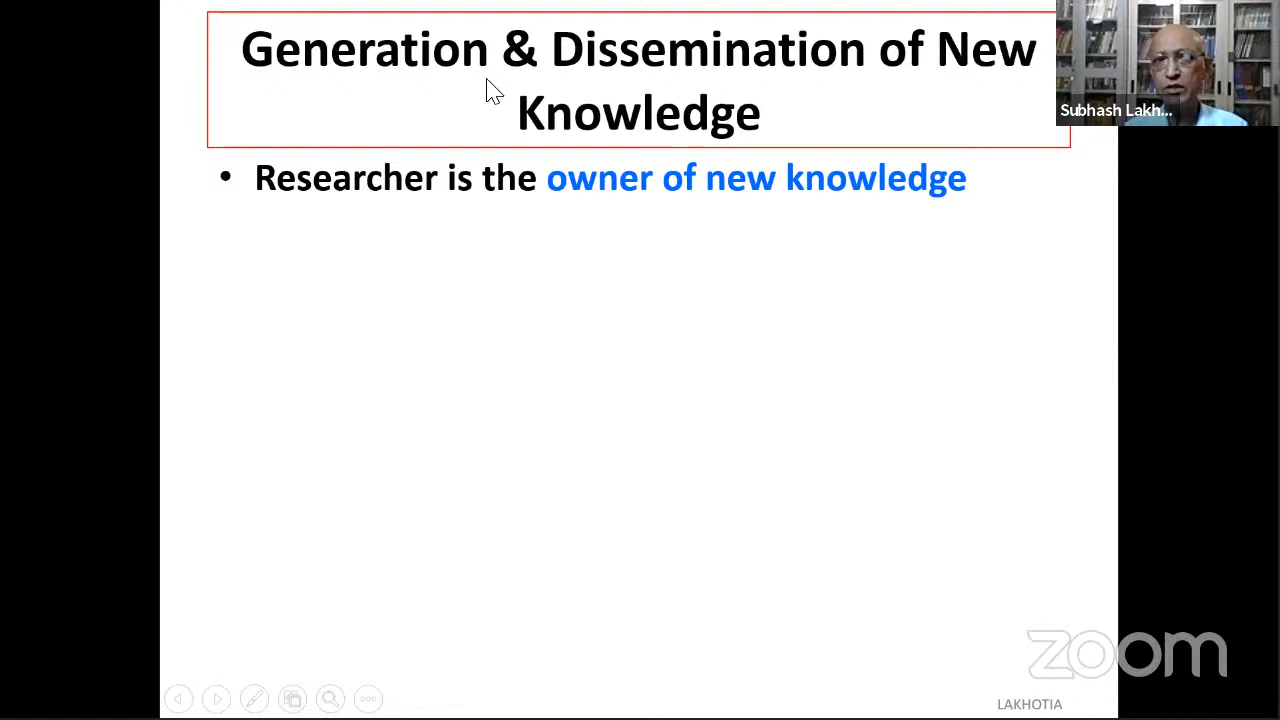 Generation & Dissemination of New
Knowledge
Subhash Lakh...
• Researcher is the owner of new knowledge
zoom
LAKHOTIA